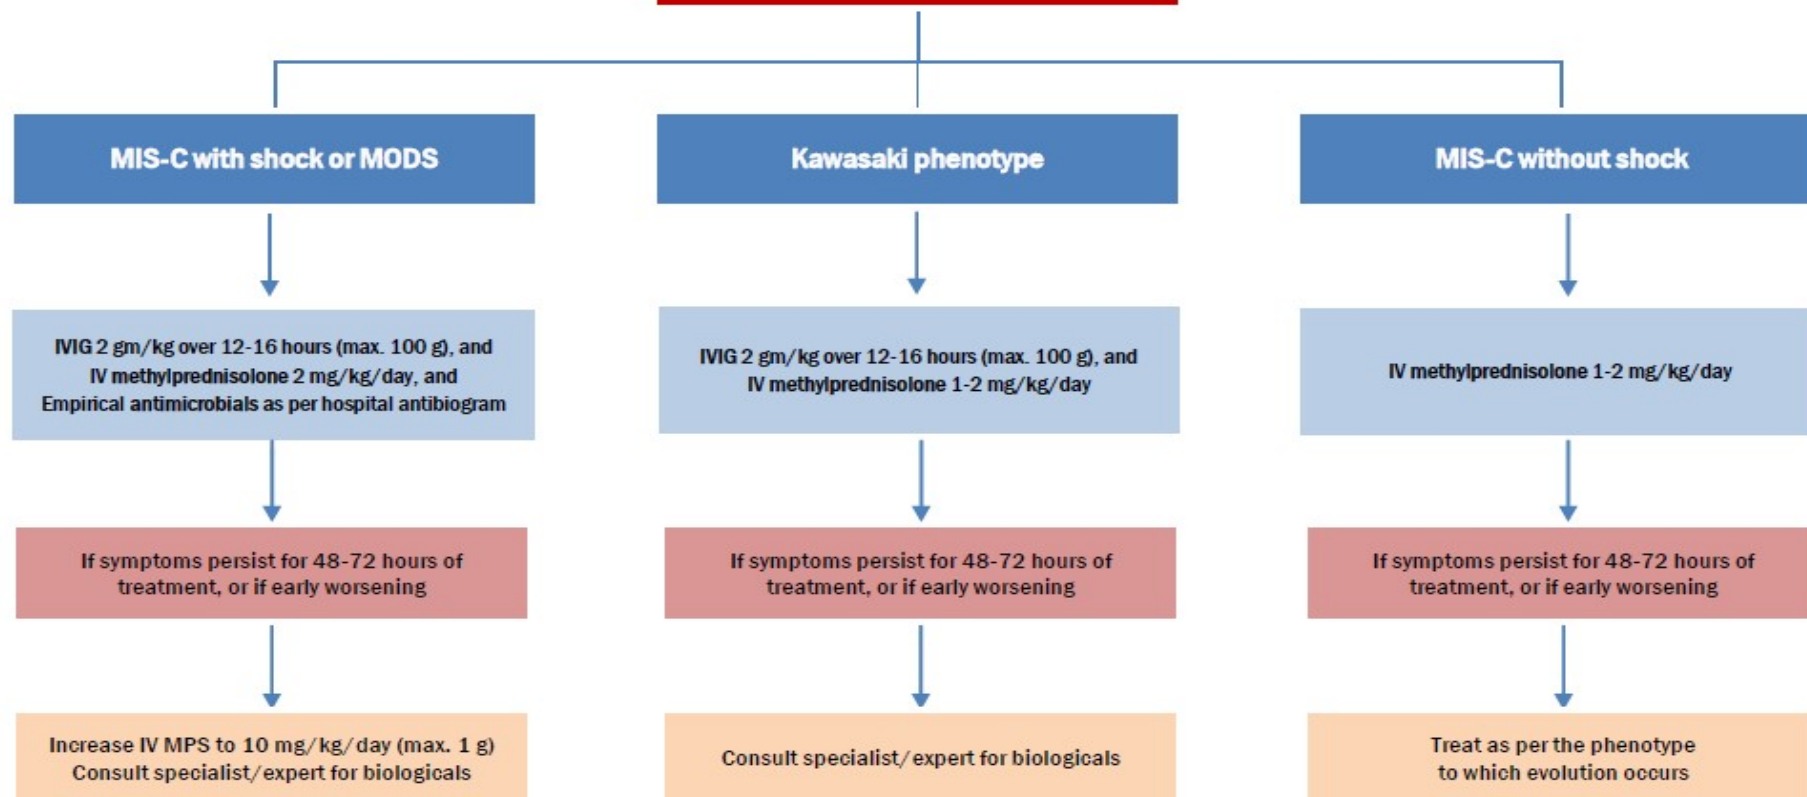 MIS-C with shock or MODS
Kawasaki phenotype
MIS-C without shock
IVIG 2 gm/kg over 12-16 hours (max. 100 g), and
IV methylprednisolone 2 mg/kg/day, and
Empirical antimicrobials as per hospital antibiogram
IVIG 2 gm/kg over 12-16 hours (max. 100 g), and
IV methylprednisolone 1-2 mg/kg/day
IV methylprednisolone 1-2 mg/kg/day
If symptoms persist for 48-72 hours of
treatment, or if early worsening
If symptoms persist for 48-72 hours of
treatment, or if early worsening
If symptoms persist for 48-72 hours of
treatment, or if early worsening
Increase IV MPS to 10 mg/kg/day (max. 1 g)
Consult specialist/expert for biologicals
Consult specialist/expert for biologicals
Treat as per the phenotype
to which evolution occurs